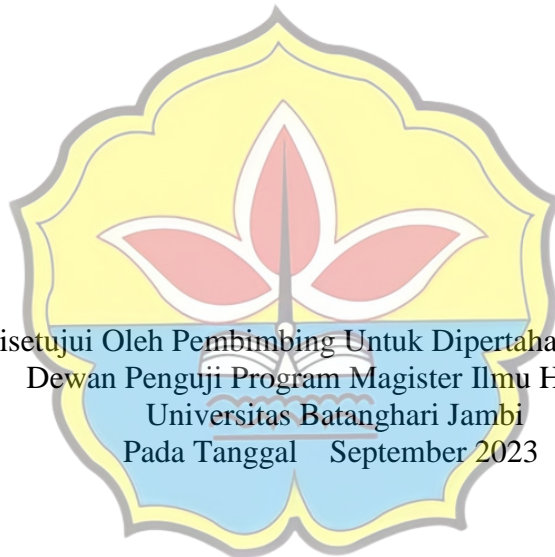 isetujui Oleh Pembimbing Untuk Dipertaha
Dewan Penguji Program Magister Ilmu H
Universitas Batanghari Jambi
Pada Tanggal September 2023